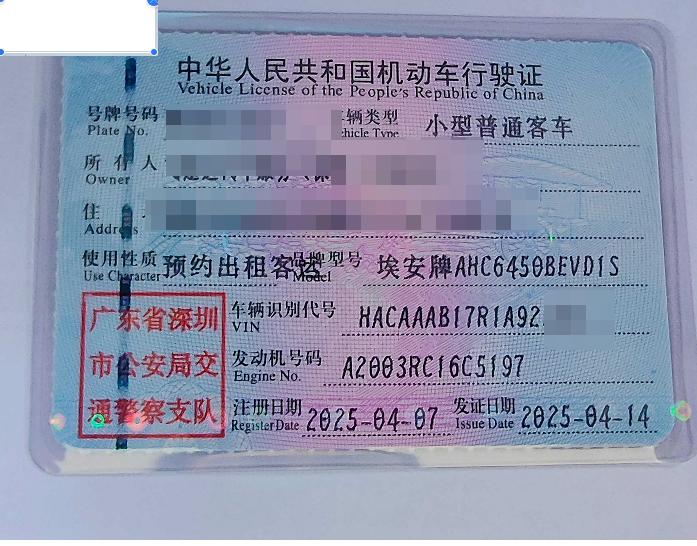 中华人民共和国机动车行驶证
Vehicle License of the People's Republic of China
号牌号码 车辆类型 小型普通客车
Plate No. Vehicle Type
所有人
Owner
住
Address
使用性质 预约出租客运 品牌型号 埃安牌AHC6450BEVD1S
Use Character Model
广东省深圳
市公安局交
通警察支队
车辆识别代号 HACAAAB17R1A92
VIN
发动机号码 A2003RC16C5197
Engine No.
注册日期 2025-04-07 发证日期 2025-04-14
Register Date Issue Date